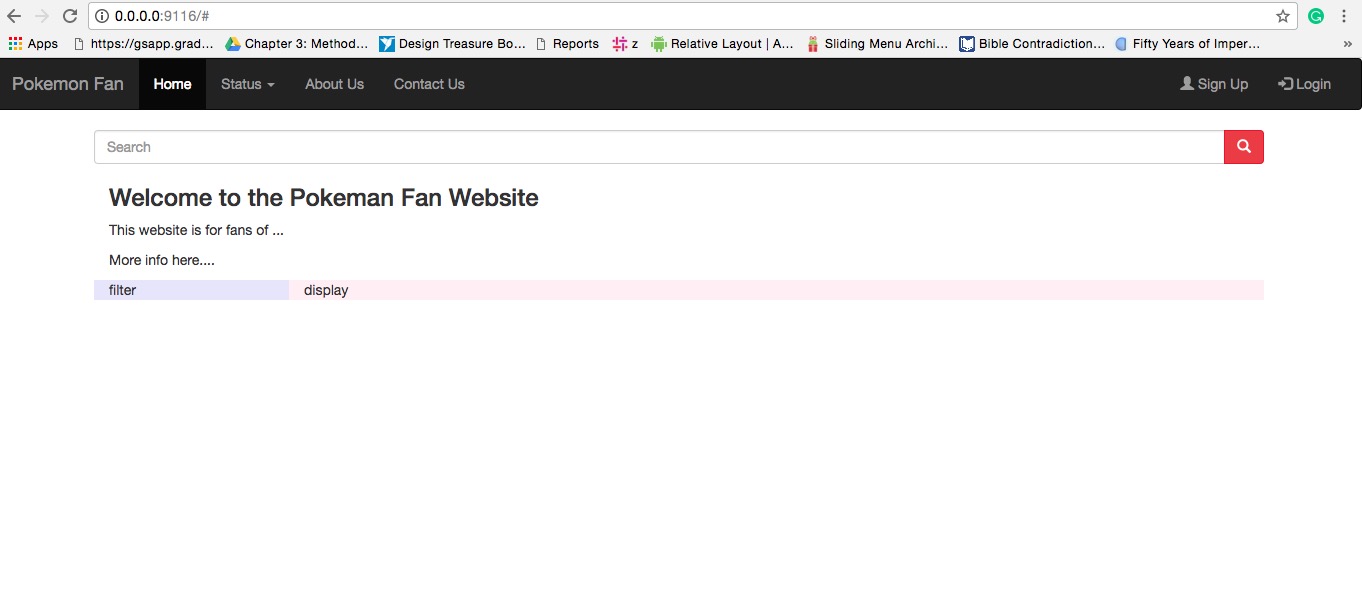 0.0.0.0:9116/#
Apps https://gsapp.grad... Chapter 3: Method... Design Treasure Bo... Reports z Relative Layout | A... Sliding Menu Archi... Bible Contradiction... Fifty Years of Imper... »
Pokemon Fan Home Status About Us Contact Us Sign Up Login
Search
Welcome to the Pokeman Fan Website
This website is for fans of ...
More info here....
filter display